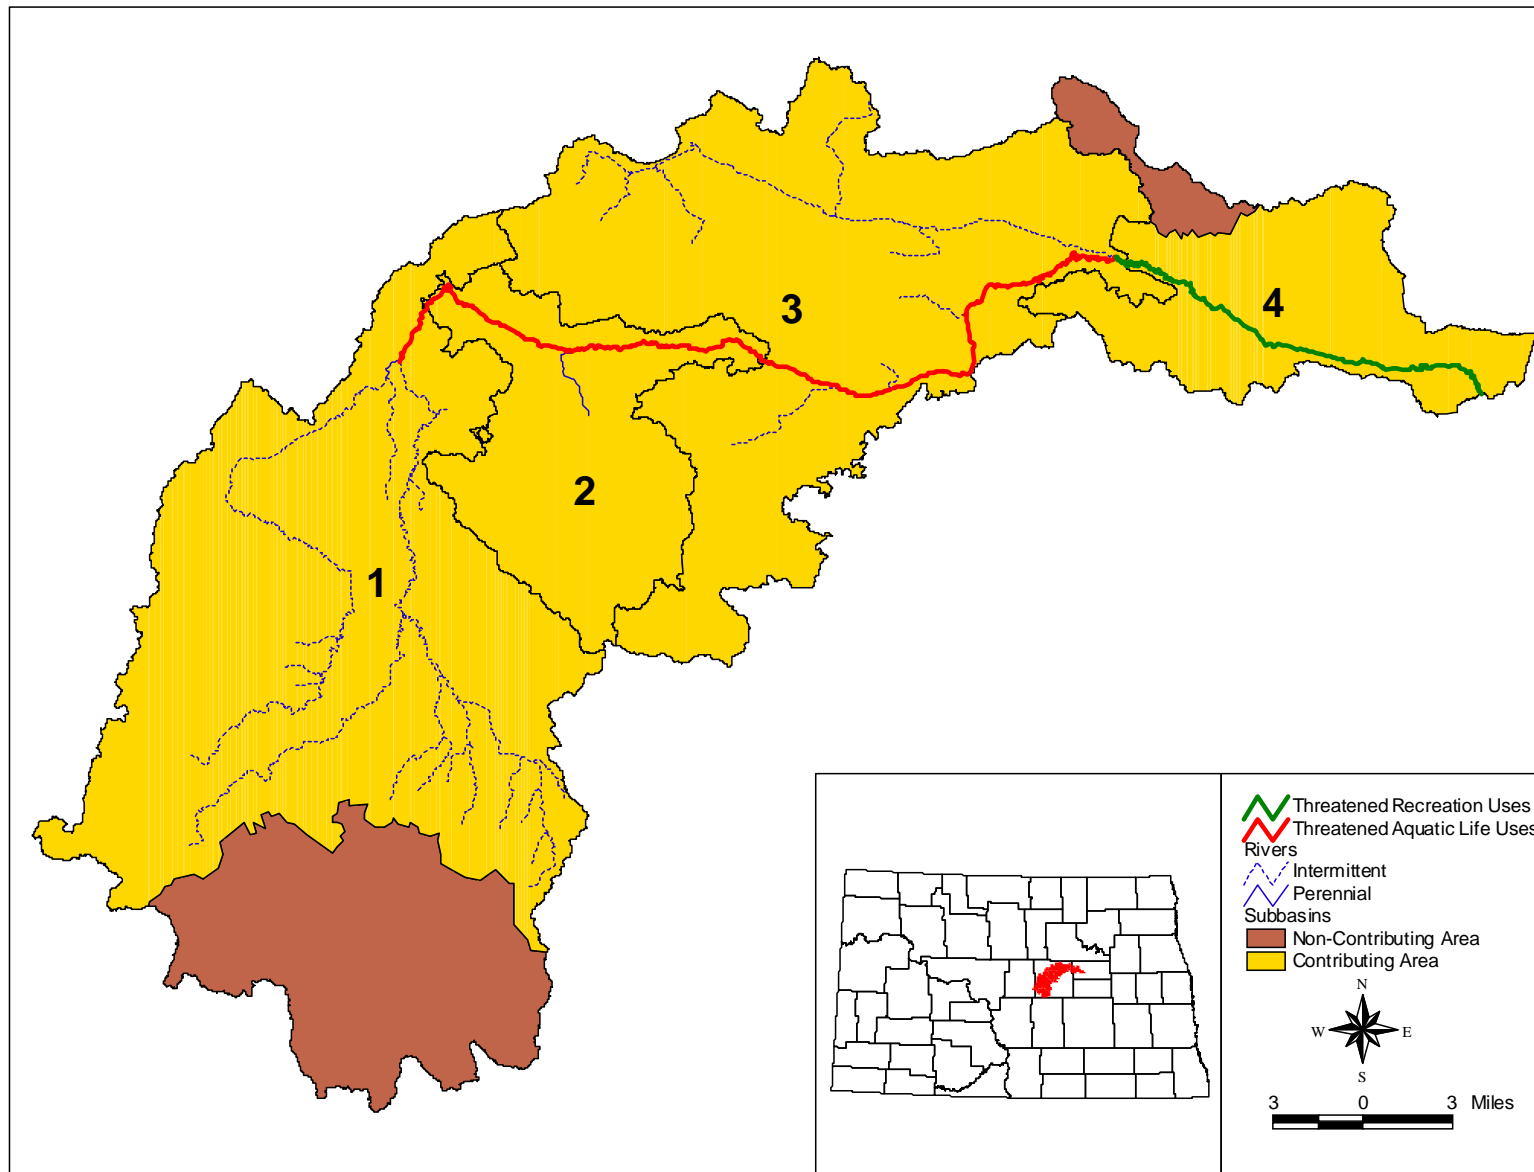 3
4
2
1
Threatened Recreation Uses
Threatened Aquatic Life Uses
Rivers
Intermittent
Perennial
Subbasins
Non-Contributing Area
Contributing Area
N
W E
S
3 0 3 Miles